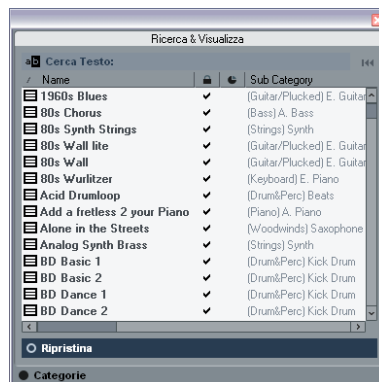 Ricerca & Visualizza
ab Cerca Testo:
/ Name Sub Category
1960s Blues (Guitar/Plucked) E. Guitar
80s Chorus (Bass) A. Bass
80s Synth Strings (Strings) Synth
80s Wall lite (Guitar/Plucked) E. Guitar
80s Wall (Guitar/Plucked) E. Guitar
80s Wurlitzer (Keyboard) E. Piano
Acid Drumloop (Drum&Perc) Beats
Add a fretless 2 your Piano (Piano) A. Piano
Alone in the Streets (Woodwinds) Saxophone
Analog Synth Brass (Strings) Synth
BD Basic 1 (Drum&Perc) Kick Drum
BD Basic 2 (Drum&Perc) Kick Drum
BD Dance 1 (Drum&Perc) Kick Drum
BD Dance 2 (Drum&Perc) Kick Drum
Ripristina
Categorie